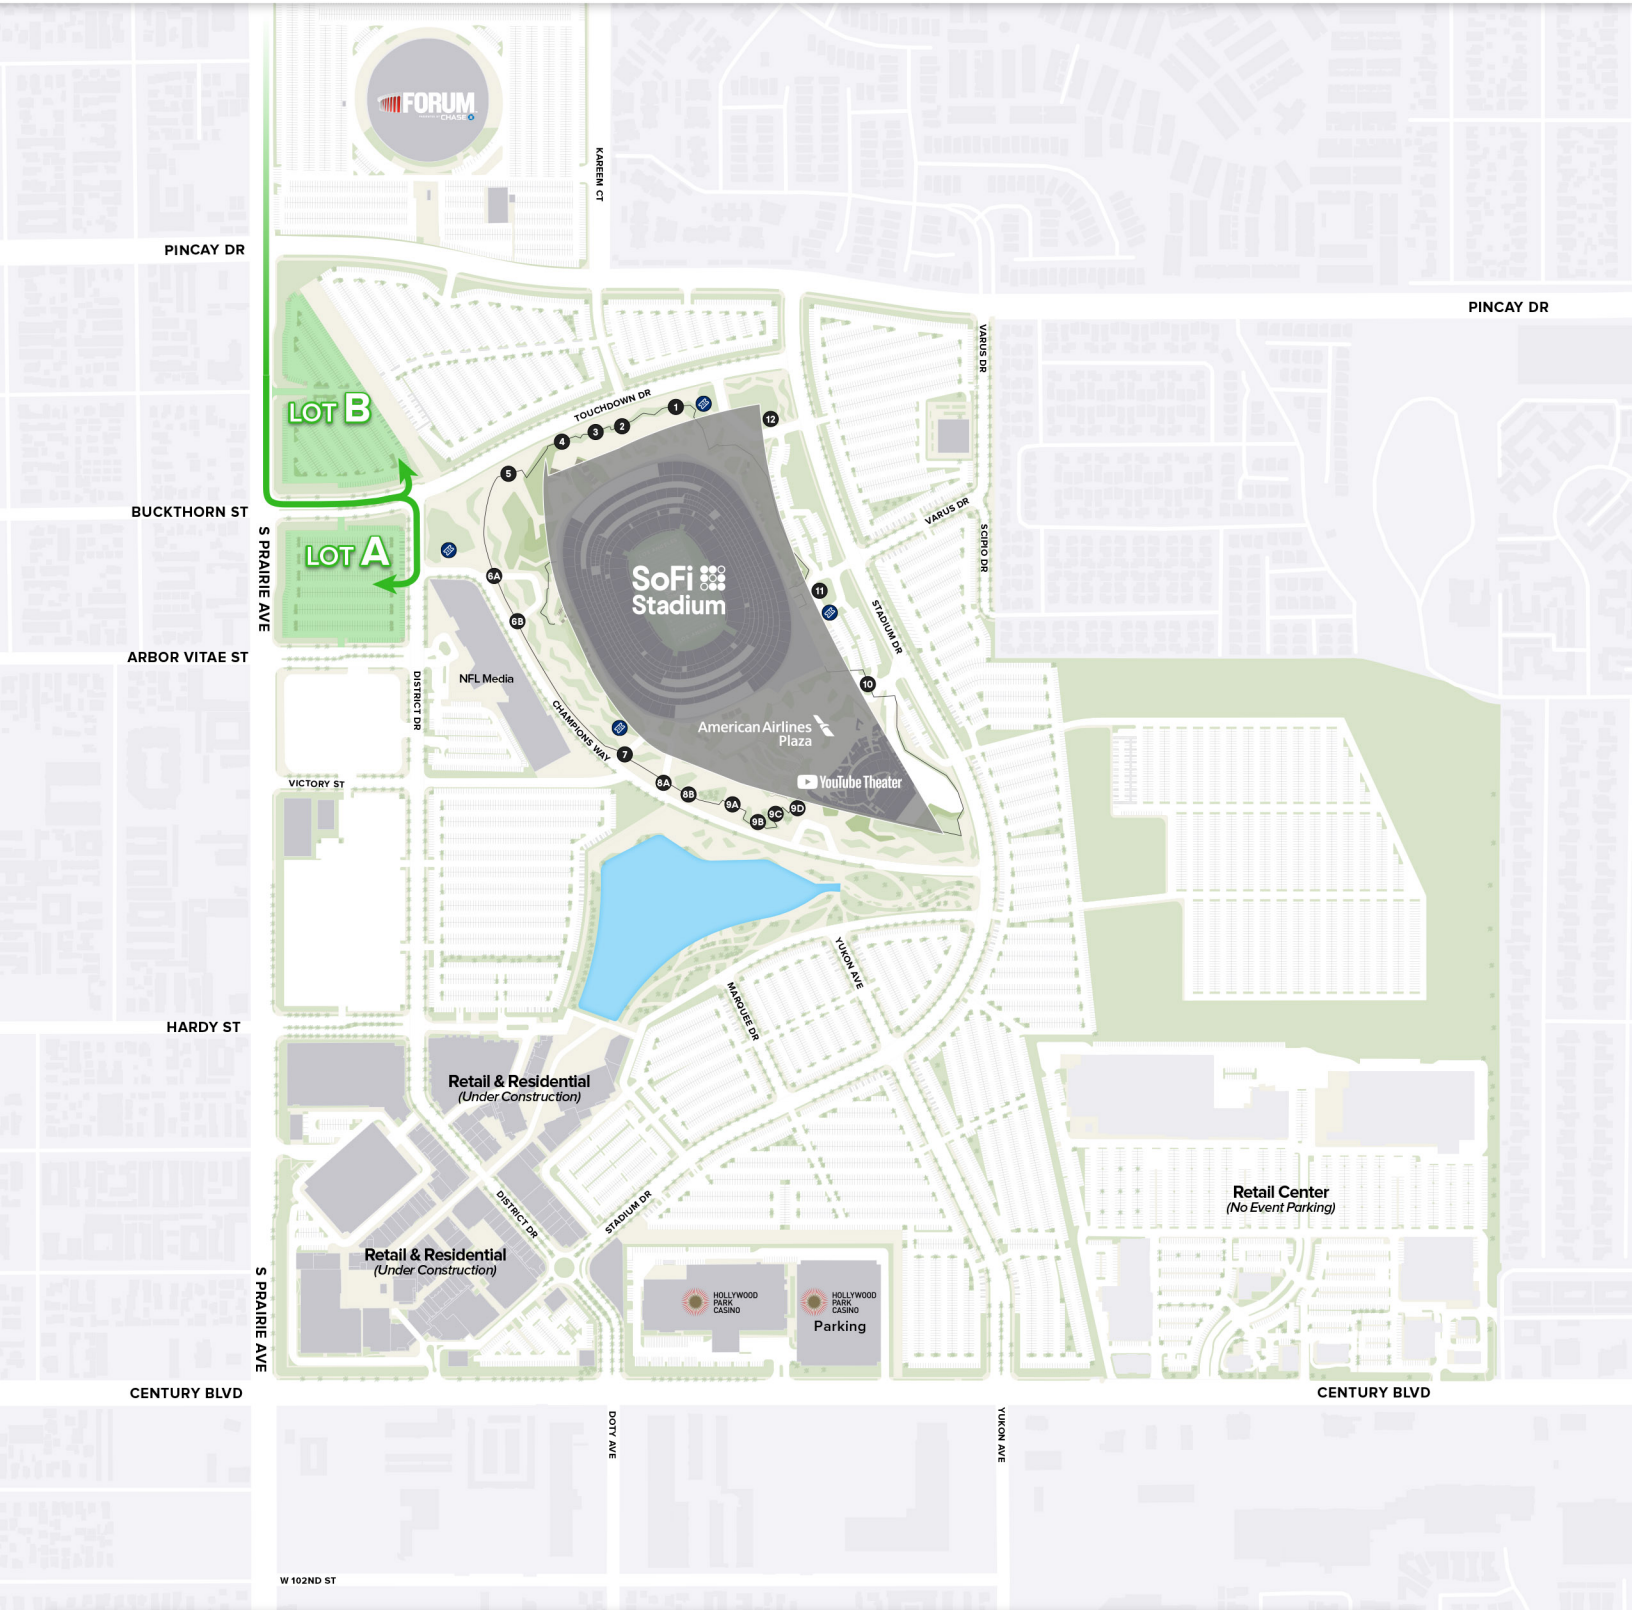 FORUM
CHASE
KAREEM CT
PINCAY DR
PINCAY DR
VARUS DR
LOT B
TOUCHDOWN DR
1
2
3
4
5
12
BUCKTHORN ST
VARUS DR
SCIPIO DR
S PRAIRIE AVE
LOT A
6A
6B
SoFi
Stadium
11
STADIUM DR
ARBOR VITAE ST
DISTRICT DR
NFL Media
CHAMPIONS WAY
10
American Airlines
Plaza
7
YouTube Theater
VICTORY ST
8A
8B
9A
9B
9C
9D
YUKON AVE
MARQUEE DR
HARDY ST
Retail & Residential
(Under Construction)
DISTRICT DR
STADIUM DR
Retail Center
(No Event Parking)
Retail & Residential
(Under Construction)
S PRAIRIE AVE
HOLLYWOOD
PARK
CASINO
HOLLYWOOD
PARK
CASINO
Parking
CENTURY BLVD
CENTURY BLVD
DOTY AVE
YUKON AVE
W 102ND ST